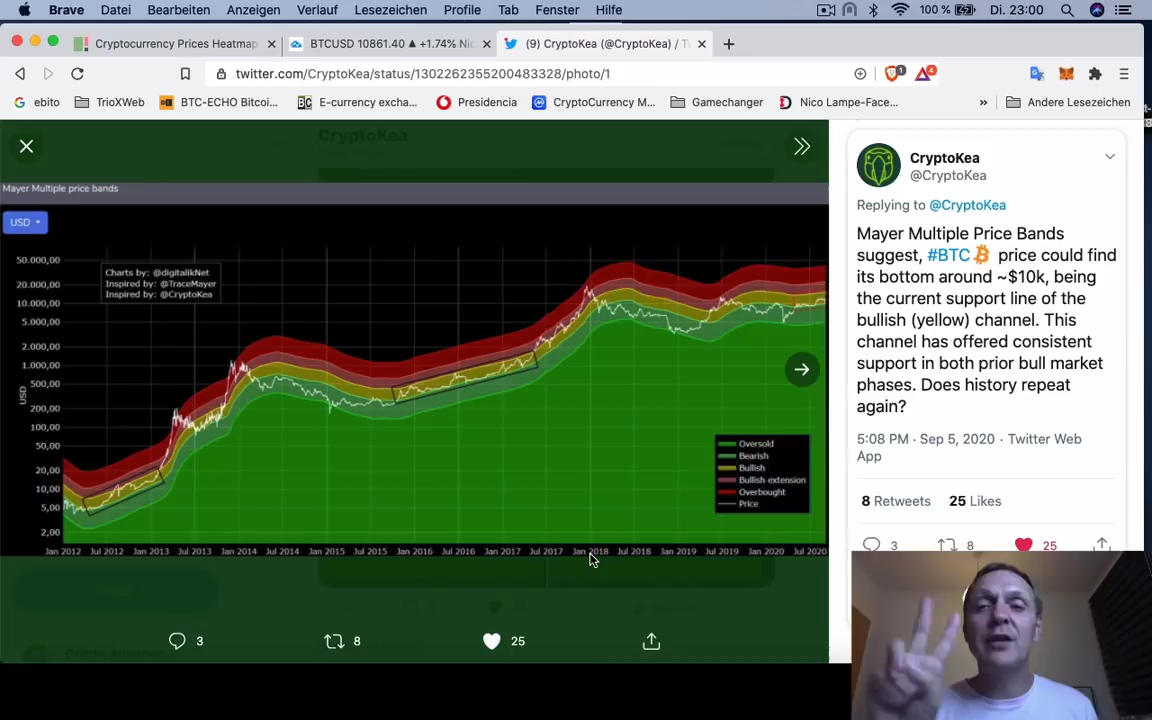 Brave Datei Bearbeiten Anzeigen Verlauf Lesezeichen Profile Tab Fenster Hilfe 100 % Di. 23:00
Cryptocurrency Prices Heatmap
BTCUSD 10861.40 ▲ +1.74% Nic
(9) CryptoKea (@CryptoKea) / T
twitter.com/CryptoKea/status/1302262355200483328/photo/1
1
4
ebito TrioXWeb BTC-ECHO Bitcoi... E-currency excha... Presidencia CryptoCurrency M... Gamechanger Nico Lampe-Face... » Andere Lesezeichen
CryptoKea
Mayer Multiple price bands
USD
Charts by: @digitalikNet
Inspired by: @TraceMayer
Inspired by: @CryptoKea
50.000,00
20.000,00
10.000,00
5.000,00
2.000,00
1.000,00
500,00
200,00
100,00
50,00
20,00
10,00
5,00
2,00
USD
Oversold
Bearish
Bullish
Bullish extension
Overbought
Price
Jan 2012 Jul 2012 Jan 2013 Jul 2013 Jan 2014 Jul 2014 Jan 2015 Jul 2015 Jan 2016 Jul 2016 Jan 2017 Jul 2017 Jan 2018 Jul 2018 Jan 2019 Jul 2019 Jan 2020 Jul 2020
3 8 25
CryptoKea
@CryptoKea
Replying to @CryptoKea
Mayer Multiple Price Bands
suggest, #BTC price could find
its bottom around ~$10k, being
the current support line of the
bullish (yellow) channel. This
channel has offered consistent
support in both prior bull market
phases. Does history repeat
again?
5:08 PM · Sep 5, 2020 · Twitter Web
App
8 Retweets 25 Likes
3 8 25